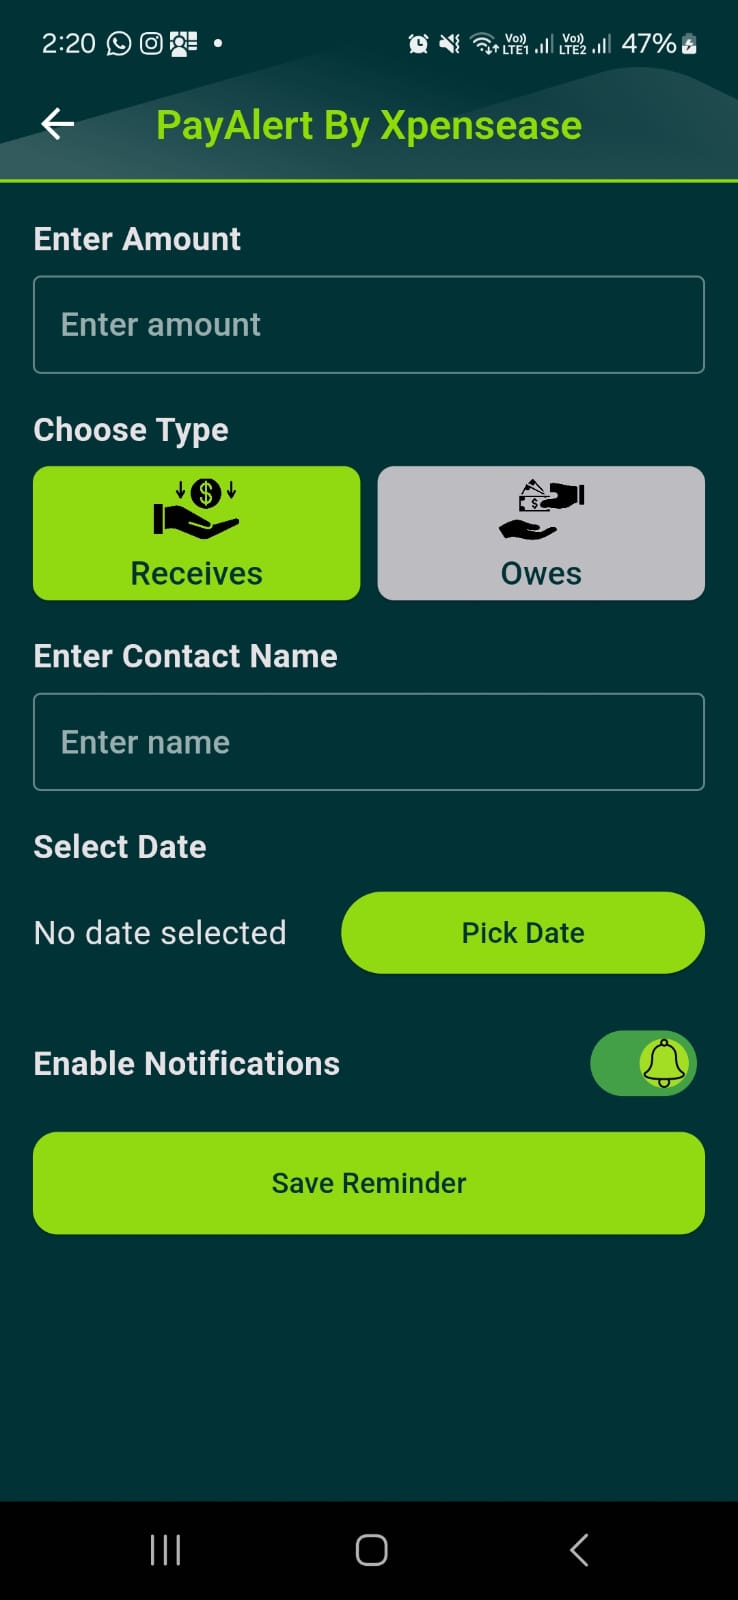 2:20 Vo)) LTE1 Vo)) LTE2 47%
PayAlert By Xpensease
Enter Amount
Enter amount
Choose Type
Receives Owes
Enter Contact Name
Enter name
Select Date
No date selected Pick Date
Enable Notifications
Save Reminder